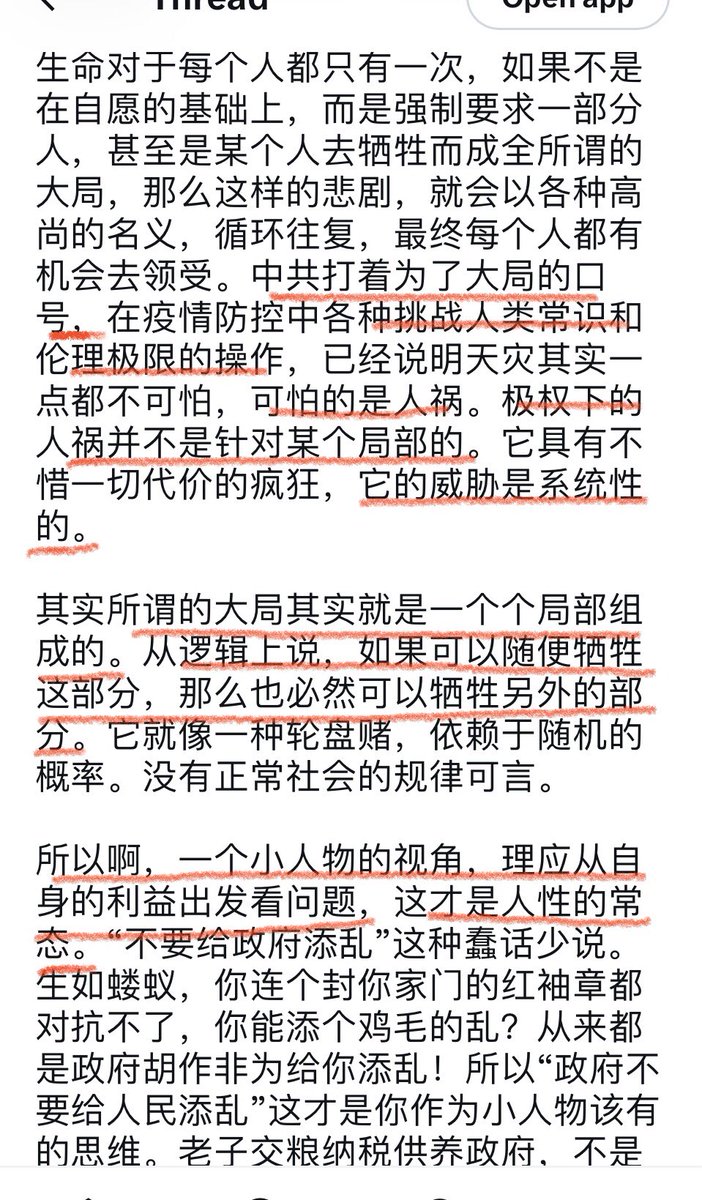 Thread
Open app
生命对于每个人都只有一次，如果不是
在自愿的基础上，而是强制要求一部分
人，甚至是某个人去牺牲而成全所谓的
大局，那么这样的悲剧，就会以各种高
尚的名义，循环往复，最终每个人都有
机会去领受。中共打着为了大局的口
号，在疫情防控中各种挑战人类常识和
伦理极限的操作，已经说明天灾其实一
点都不可怕，可怕的是人祸。极权下的
人祸并不是针对某个局部的。它具有不
惜一切代价的疯狂，它的威胁是系统性
的。
其实所谓的大局其实就是一个个局部组
成的。从逻辑上说，如果可以随便牺牲
这部分，那么也必然可以牺牲另外的部
分。它就像一种轮盘赌，依赖于随机的
概率。没有正常社会的规律可言。
所以啊，一个小人物的视角，理应从自
身的利益出发看问题，这才是人性的常
态。“不要给政府添乱”这种蠢话少说。
生如蝼蚁，你连个封你家门的红袖章都
对抗不了，你能添个鸡毛的乱？从来都
是政府胡作非为给你添乱！所以“政府不
要给人民添乱”这才是你作为小人物该有
的思维。老子交粮纳税供养政府，不是